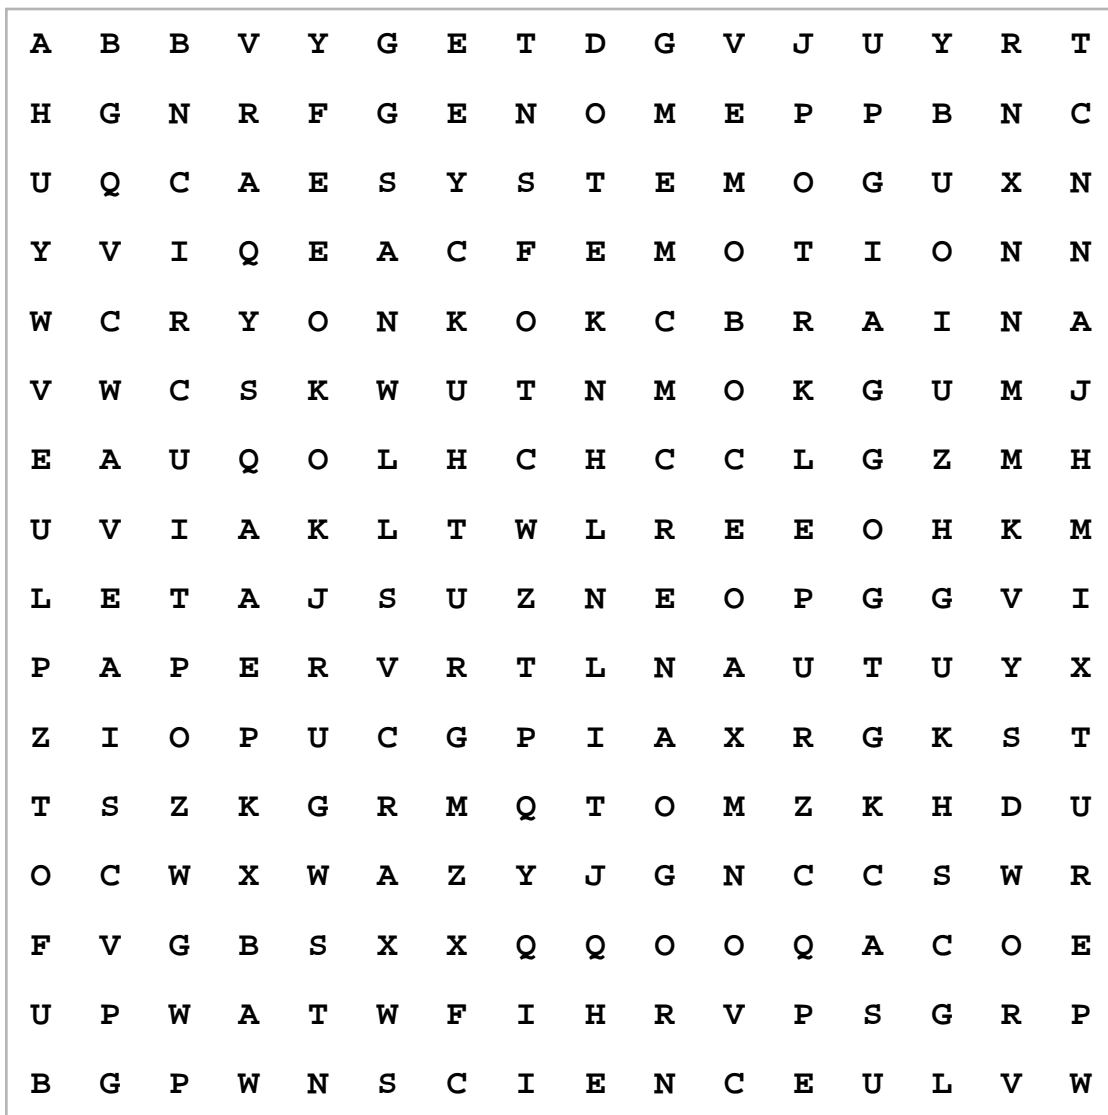 A B B V Y G E T D G V J U Y R T
H G N R F G E N O M E P P B N C
U Q C A E S Y S T E M O G U X N
Y V I Q E A C F E M O T I O N N
W C R Y O N K O K C B R A I N A
V W C S K W U T N M O K G U M J
E A U Q O L H C H C C L G Z M H
U V I A K L T W L R E E O H K M
L E T A J S U Z N E O P G G V I
P A P E R V R T L N A U T U Y X
Z I O P U C G P I A X R G K S T
T S Z K G R M Q T O M Z K H D U
O C W X W A Z Y J G N C C S W R
F V G B S X X Q Q O O Q A C O E
U P W A T W F I H R V P S G R P
B G P W N S C I E N C E U L V W